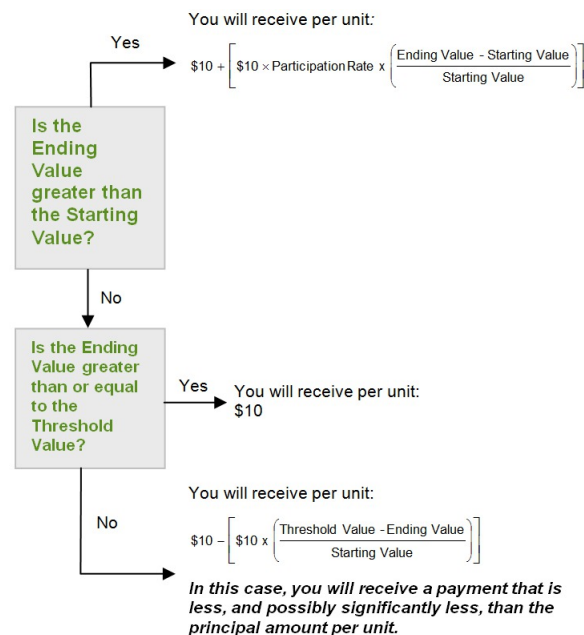 You will receive per unit:
Yes
$10 + [ $10 × Participation Rate x ( Ending Value - Starting Value / Starting Value ) ]
Is the
Ending
Value
greater than
the Starting
Value?
No
Is the Ending
Value greater
than or equal
to the
Threshold
Value?
Yes
You will receive per unit:
$10
You will receive per unit:
No
$10 – [ $10 x ( Threshold Value - Ending Value / Starting Value ) ]
In this case, you will receive a payment that is
less, and possibly significantly less, than the
principal amount per unit.